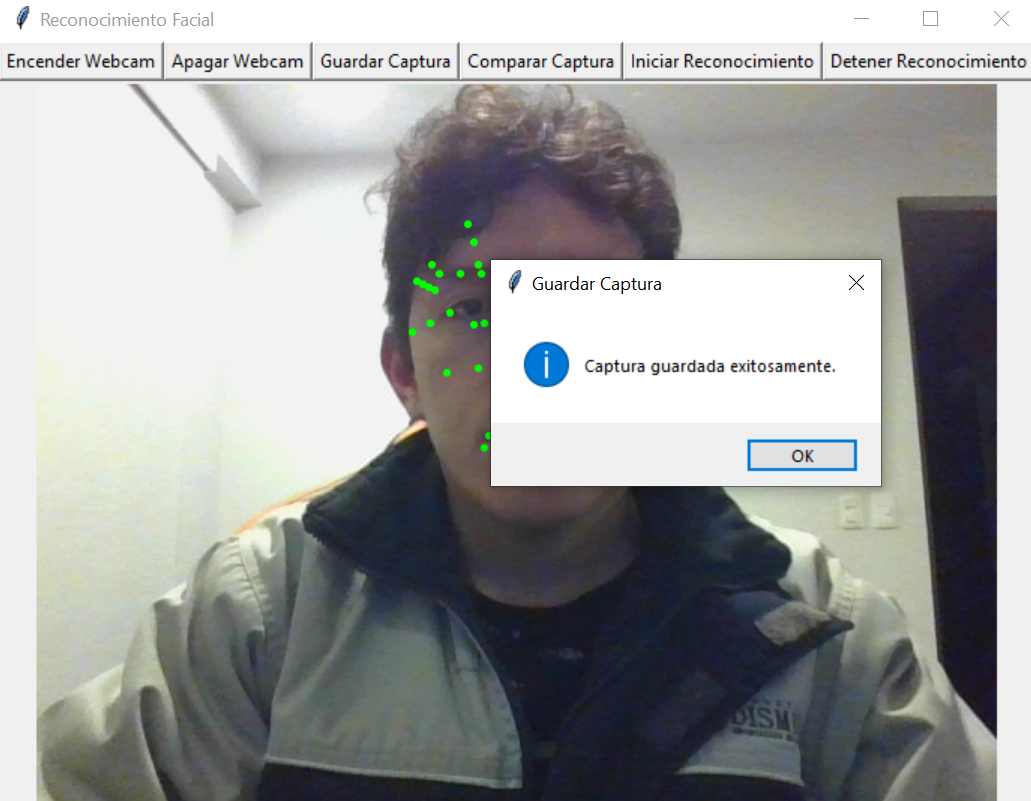 Reconocimiento Facial
Encender Webcam Apagar Webcam Guardar Captura Comparar Captura Iniciar Reconocimiento Detener Reconocimiento
Guardar Captura
Captura guardada exitosamente.
OK